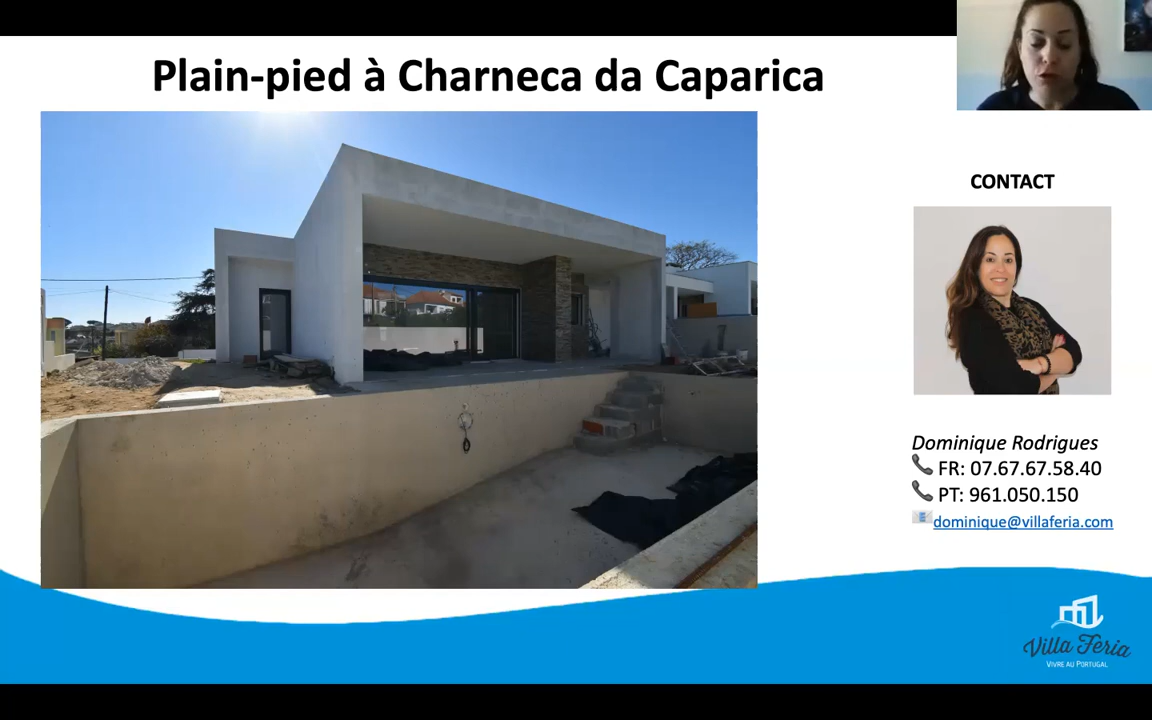 Plain-pied à Charneca da Caparica
CONTACT
Dominique Rodrigues
FR: 07.67.67.58.40
PT: 961.050.150
dominique@villaferia.com
Villa Feria
VIVRE AU PORTUGAL